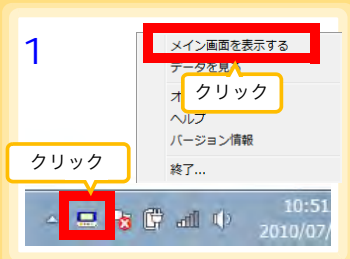 1
メイン画面を表示する
データを見
クリック
ヘルプ
バージョン情報
クリック
終了...
10:51
2010/07/